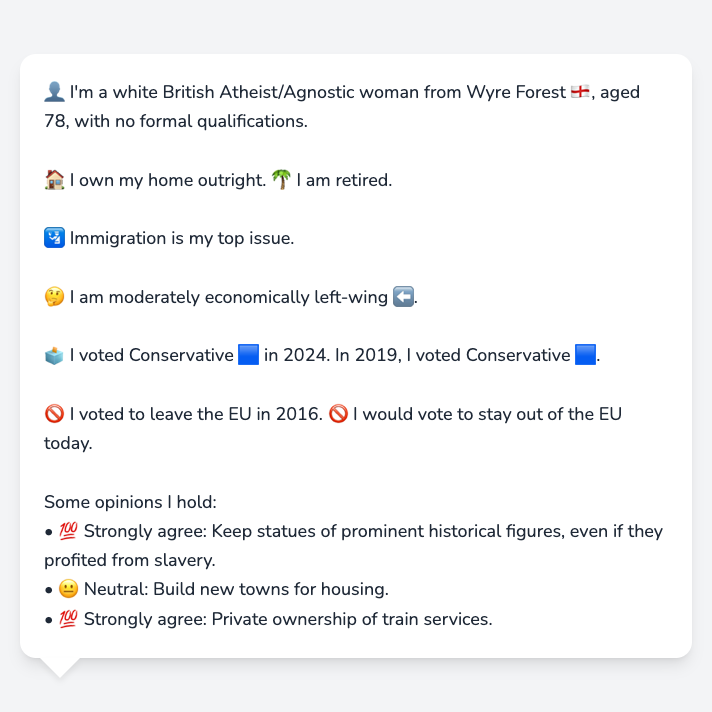 👤 I'm a white British Atheist/Agnostic woman from Wyre Forest 🏴󠁧󠁢󠁥󠁮󠁧󠁿, aged
78, with no formal qualifications.
🏠 I own my home outright. 🌴 I am retired.
🛂 Immigration is my top issue.
🤔 I am moderately economically left-wing ⬅️.
🗳️ I voted Conservative 🟦 in 2024. In 2019, I voted Conservative 🟦.
🚫 I voted to leave the EU in 2016. 🚫 I would vote to stay out of the EU
today.
Some opinions I hold:
• 💯 Strongly agree: Keep statues of prominent historical figures, even if they
profited from slavery.
• 😐 Neutral: Build new towns for housing.
• 💯 Strongly agree: Private ownership of train services.